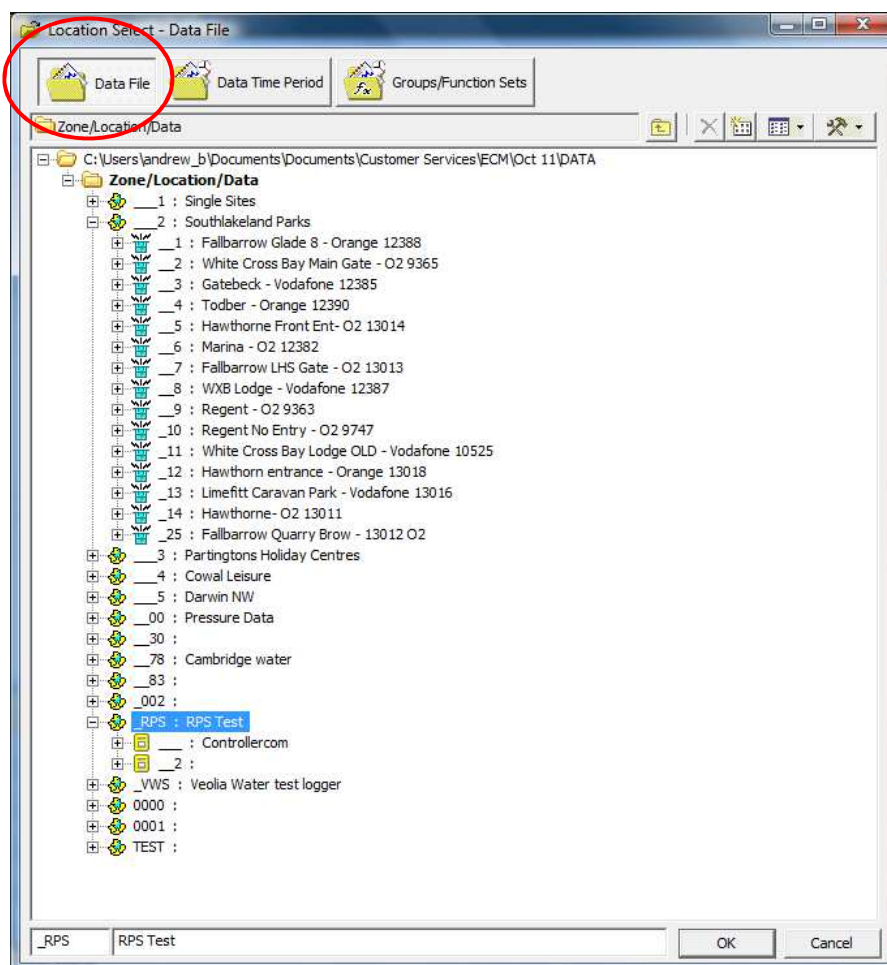 Location Select - Data File
Data File
Data Time Period
Groups/Function Sets
Zone/Location/Data
C:\Users\andrew_b\Documents\Documents\Customer Services\ECM\Oct 11\DATA
Zone/Location/Data
___1 : Single Sites
___2 : Southlakeland Parks
__1 : Fallbarrow Glade 8 - Orange 12388
__2 : White Cross Bay Main Gate - O2 9365
__3 : Gatebeck - Vodafone 12385
__4 : Todber - Orange 12390
__5 : Hawthorne Front Ent- O2 13014
__6 : Marina - O2 12382
__7 : Fallbarrow LHS Gate - O2 13013
__8 : WXB Lodge - Vodafone 12387
__9 : Regent - O2 9363
_10 : Regent No Entry - O2 9747
_11 : White Cross Bay Lodge OLD - Vodafone 10525
_12 : Hawthorn entrance - Orange 13018
_13 : Limefitt Caravan Park - Vodafone 13016
_14 : Hawthorne- O2 13011
_25 : Fallbarrow Quarry Brow - 13012 O2
___3 : Partingtons Holiday Centres
___4 : Cowal Leisure
___5 : Darwin NW
__00 : Pressure Data
__30 :
__78 : Cambridge water
__83 :
_002 :
_RPS : RPS Test
___ : Controllercom
__2 :
_VWS : Veolia Water test logger
0000 :
0001 :
TEST :
_RPS
RPS Test
OK
Cancel